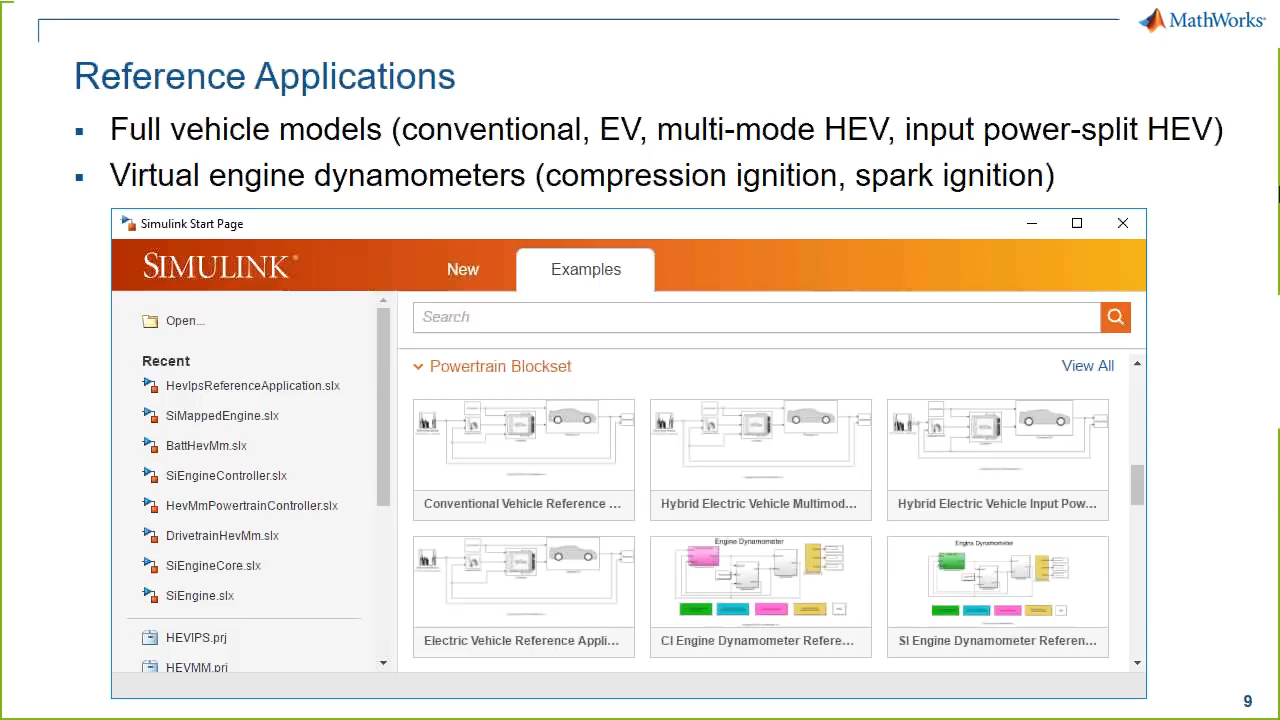 MathWorks®
Reference Applications
▪ Full vehicle models (conventional, EV, multi-mode HEV, input power-split HEV)
▪ Virtual engine dynamometers (compression ignition, spark ignition)
Simulink Start Page
SIMULINK®
New
Examples
Open...
Recent
HevIpsReferenceApplication.slx
SiMappedEngine.slx
BattHevMm.slx
SiEngineController.slx
HevMmPowertrainController.slx
DrivetrainHevMm.slx
SiEngineCore.slx
SiEngine.slx
HEVIPS.prj
HEVMM.prj
Search
Powertrain Blockset
View All
Conventional Vehicle Reference ...
Hybrid Electric Vehicle Multimod...
Hybrid Electric Vehicle Input Pow...
Electric Vehicle Reference Appli...
Engine Dynamometer
CI Engine Dynamometer Refere...
Engine Dynamometer
SI Engine Dynamometer Referen...
9